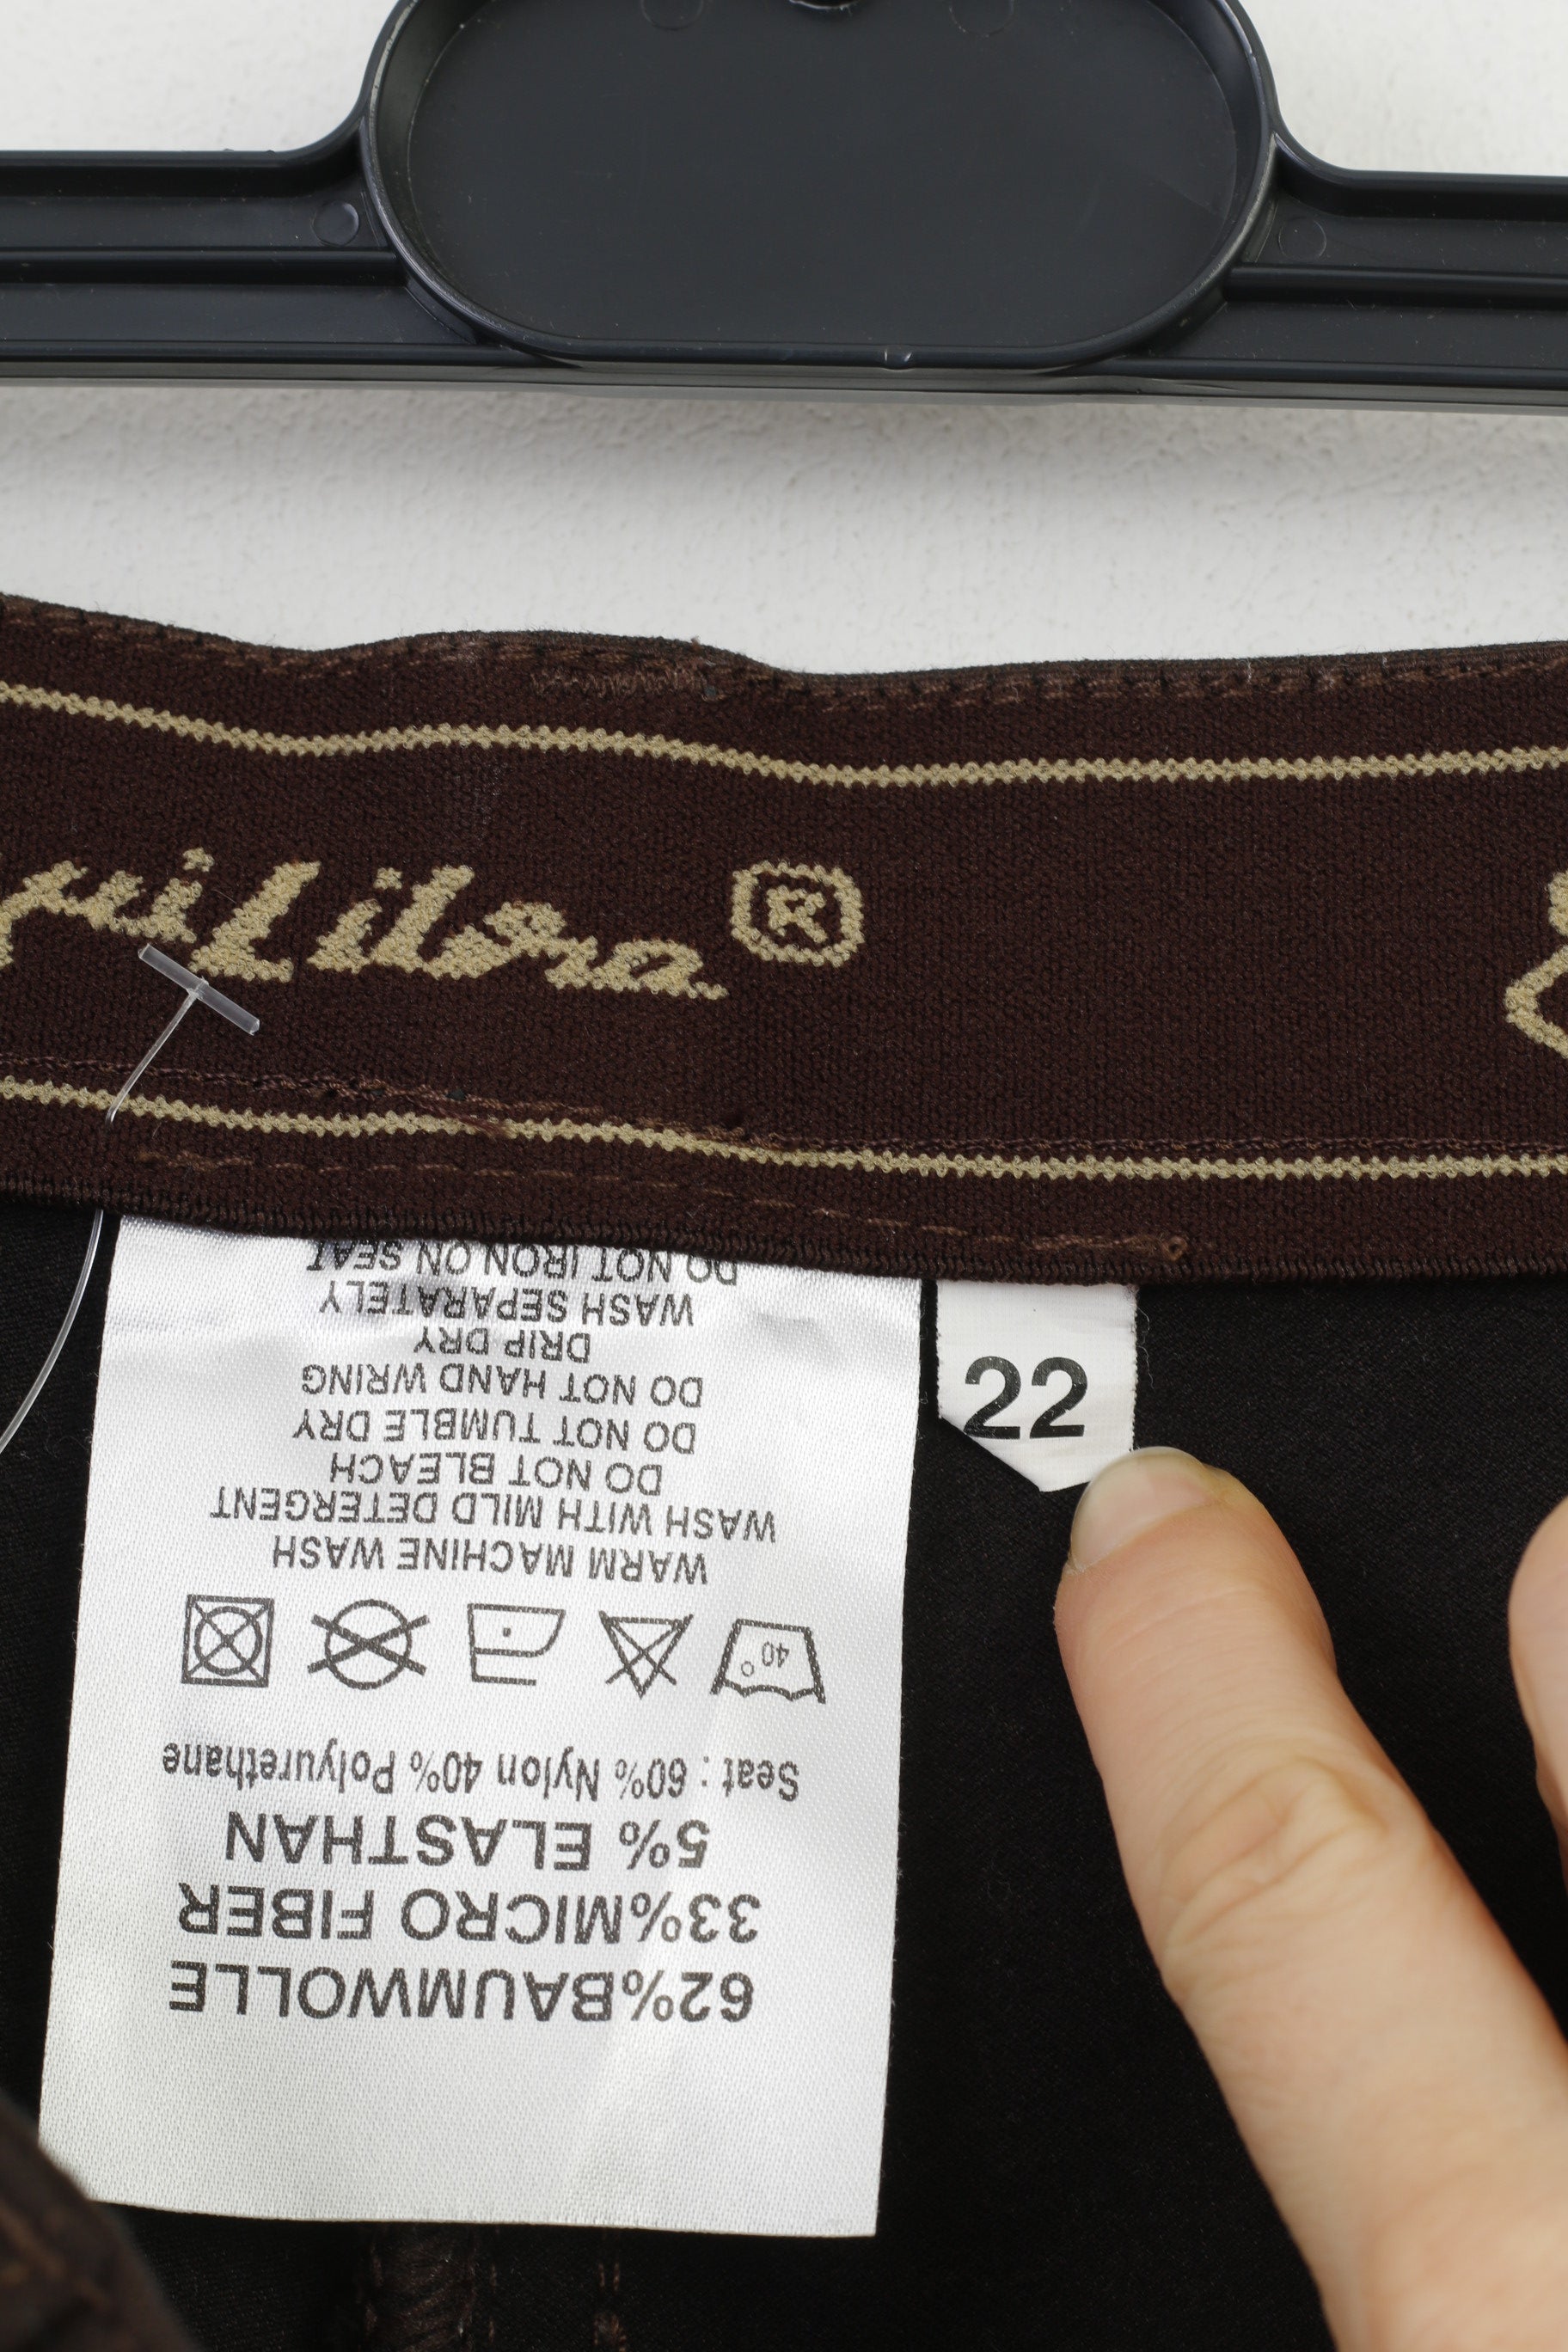 quilibra ®
22
62%BAUMWOLLE
33%MICRO FIBER
5% ELASTHAN
Seat : 60% Nylon 40% Polyurethane
40°
WARM MACHINE WASH
WASH WITH MILD DETERGENT
DO NOT BLEACH
DO NOT TUMBLE DRY
DO NOT HAND WRING
DRIP DRY
WASH SEPARATELY
DO NOT IRON ON SEAT